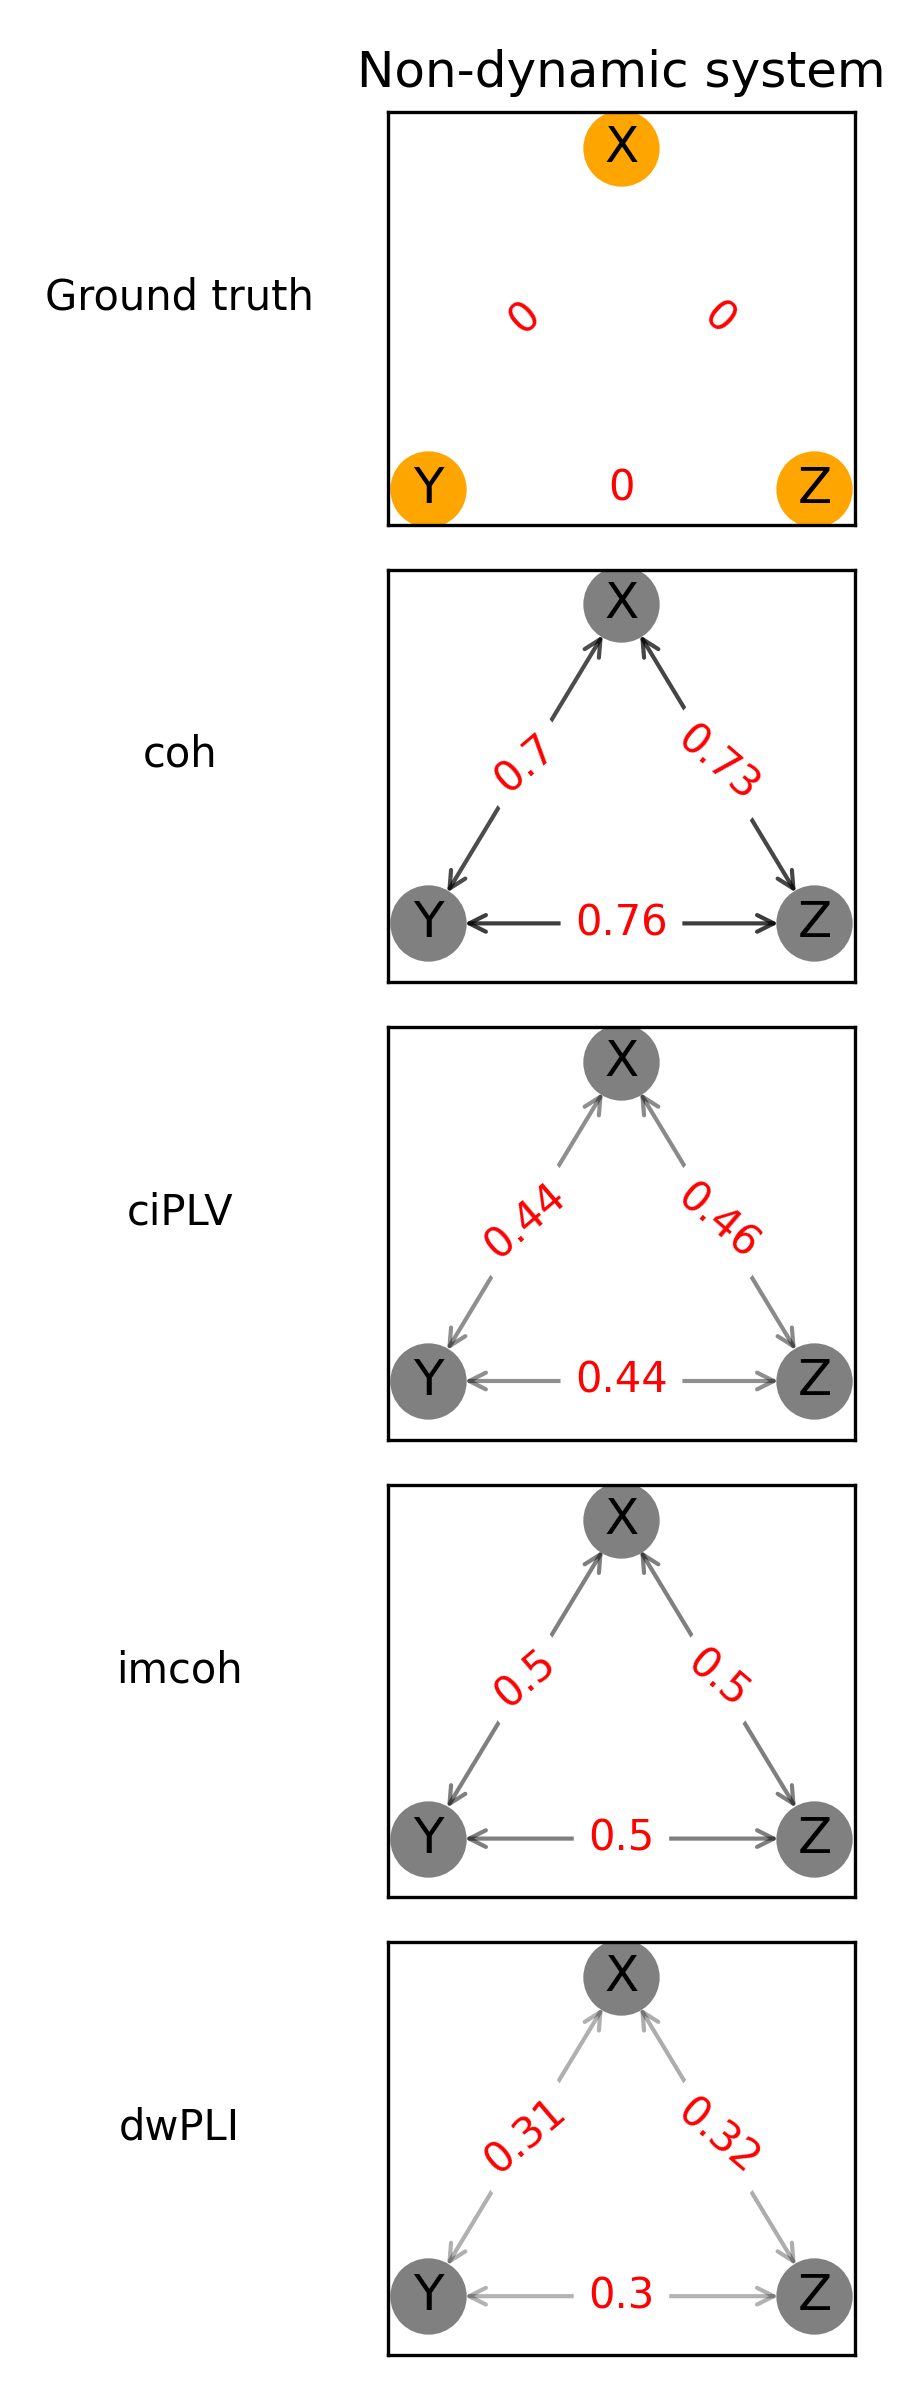 Non-dynamic system
Ground truth
X
0
0
Y
0
Z
coh
X
0.7
0.73
Y
0.76
Z
ciPLV
X
0.44
0.46
Y
0.44
Z
imcoh
X
0.5
0.5
Y
0.5
Z
dwPLI
X
0.31
0.32
Y
0.3
Z